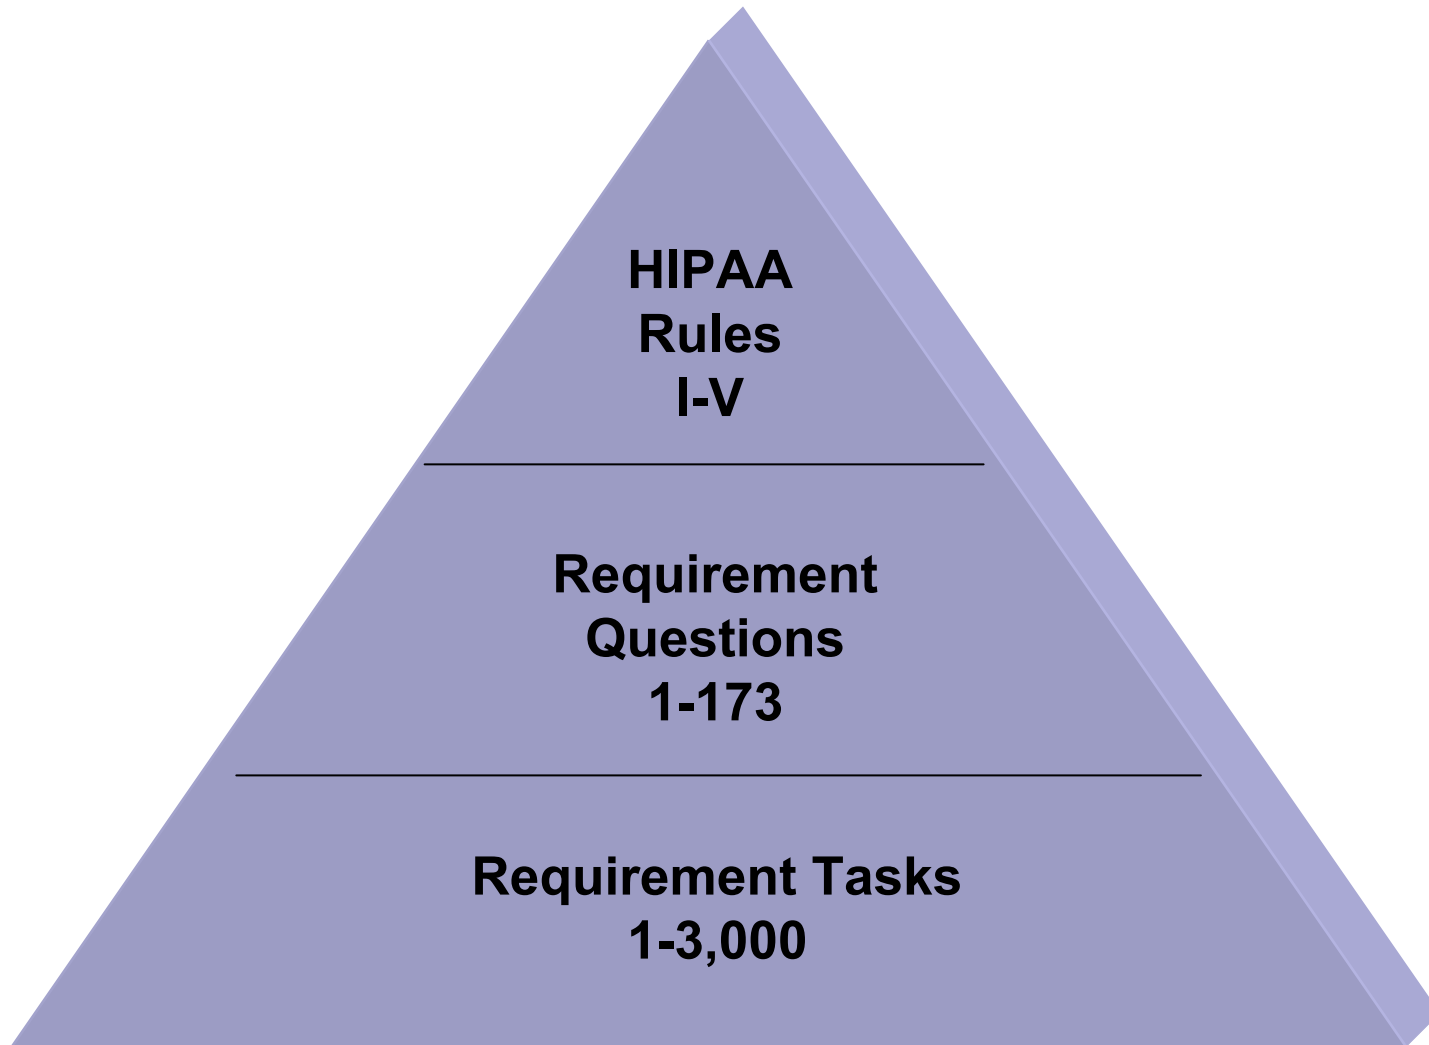 HIPAA
Rules
I-V
Requirement
Questions
1-173
Requirement Tasks
1-3,000